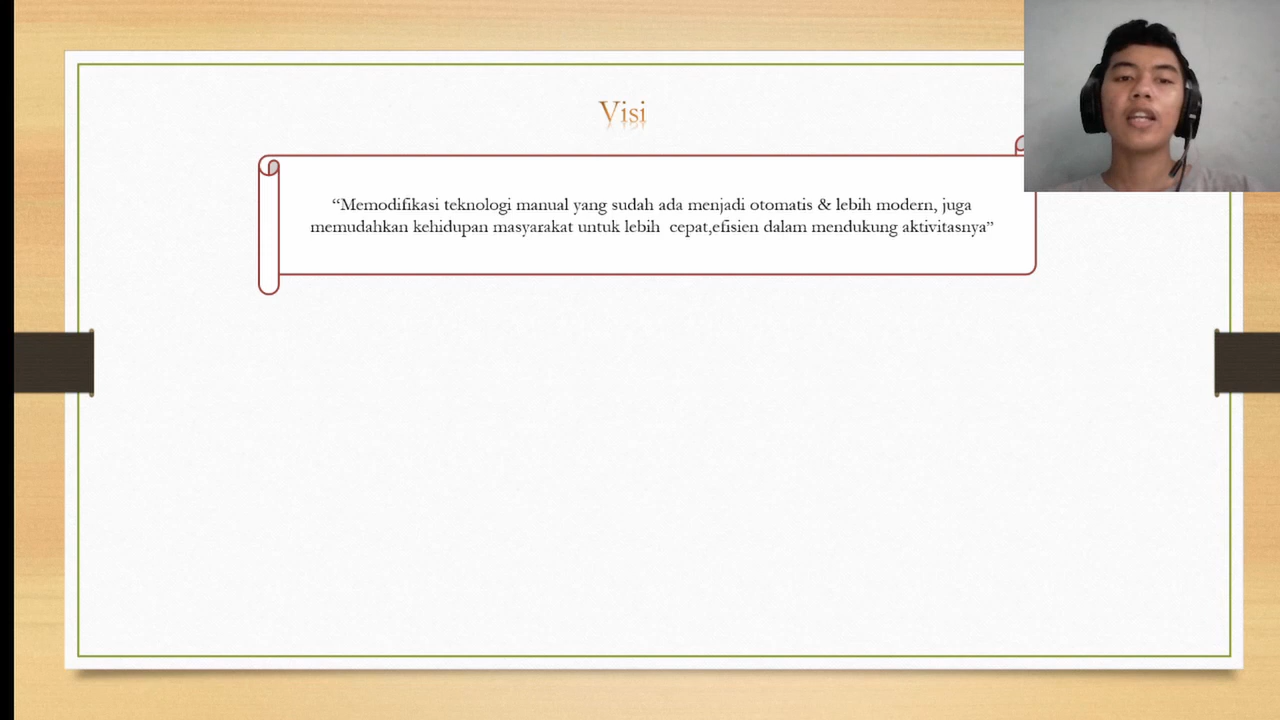 Visi
“Memodifikasi teknologi manual yang sudah ada menjadi otomatis & lebih modern, juga
memudahkan kehidupan masyarakat untuk lebih  cepat,efisien dalam mendukung aktivitasnya”